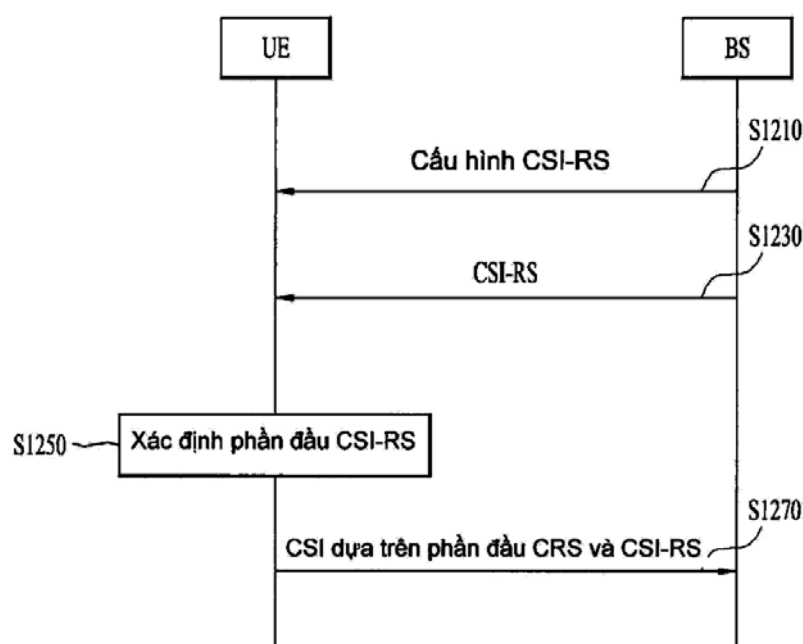 UE
BS
S1210
Cấu hình CSI-RS
S1230
CSI-RS
S1250
Xác định phần đầu CSI-RS
S1270
CSI dựa trên phần đầu CRS và CSI-RS